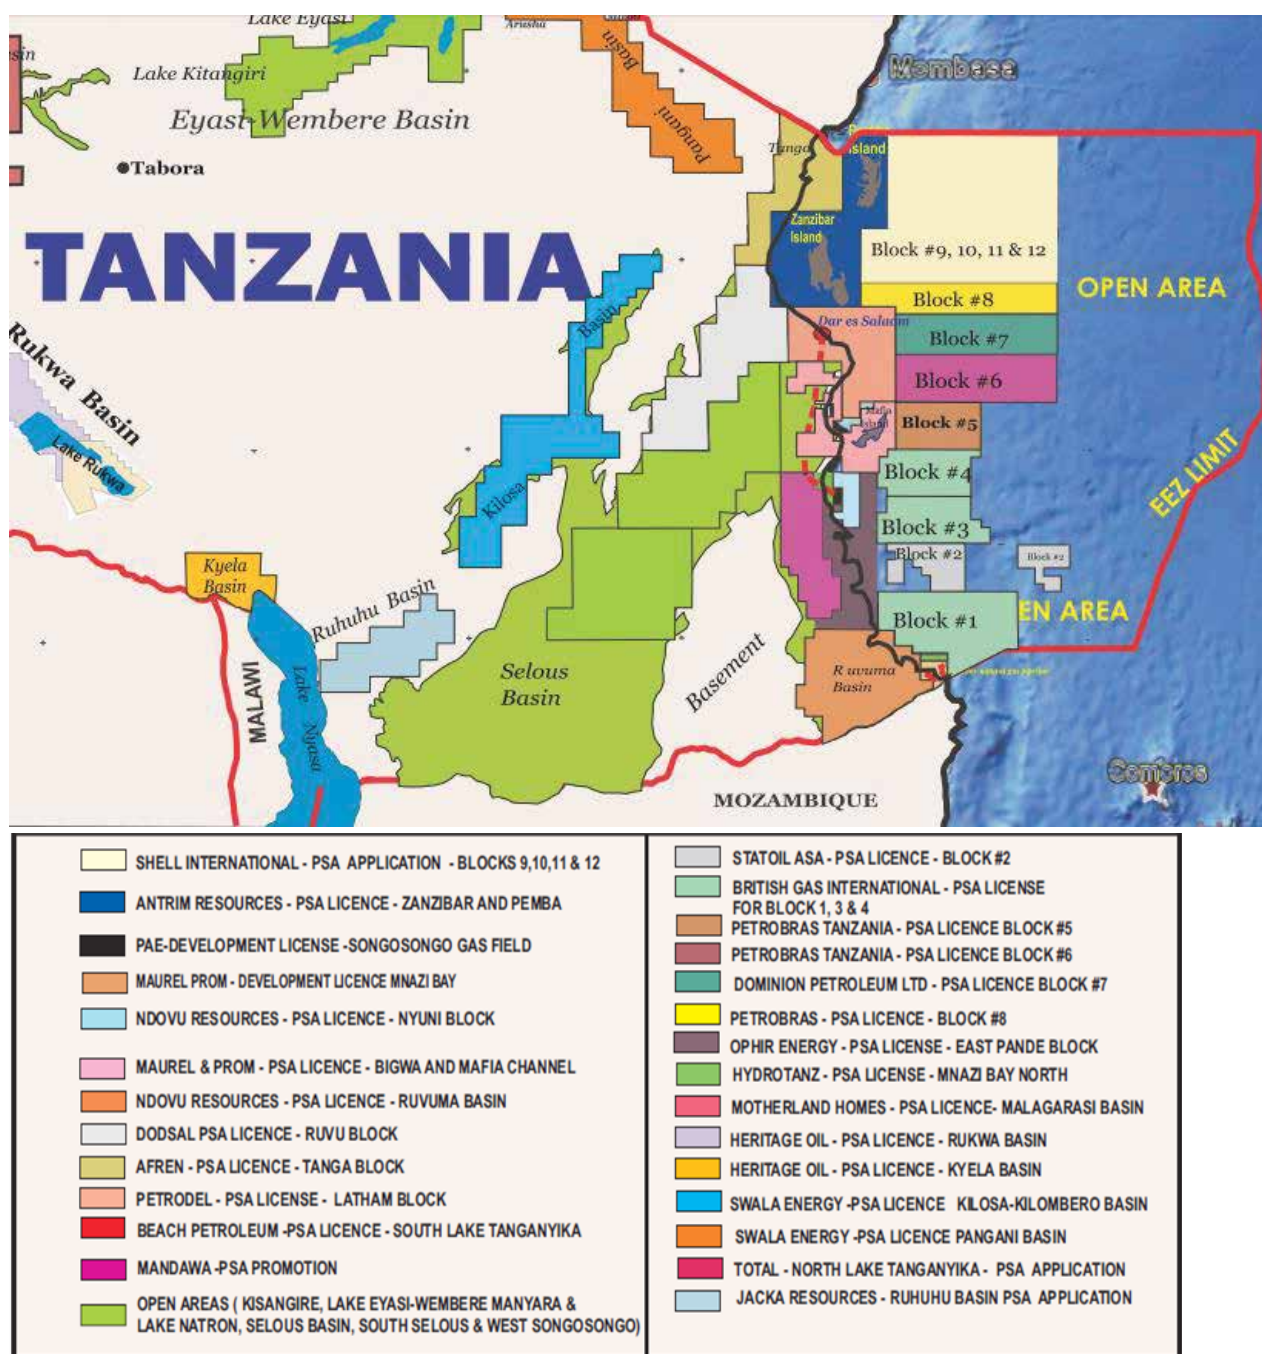 Lake Eyasi
Arusha
sin
Lake Kitangiri
Basin
Mombasa
Eyasi-Wembere Basin
Pangani
Island
Tanga
Tabora
Zanzibar
Island
TANZANIA
Block #9, 10, 11 & 12
OPEN AREA
Block #8
Basin
Dar es Salaam
Rukwa Basin
Block #7
Block #6
Mafia
Island
Block #5
Lake Rukwa
Block #4
EEZ LIMIT
Kilosa
Block #3
Block #2
Block #2
Kyela
Basin
Ruhuhu Basin
EN AREA
Block #1
Basement
Selous
Basin
Ruvuma
Basin
MALAWI
Lake Nyasa
Comoros
MOZAMBIQUE
SHELL INTERNATIONAL - PSA APPLICATION - BLOCKS 9,10,11 & 12
ANTRIM RESOURCES - PSA LICENCE - ZANZIBAR AND PEMBA
PAE-DEVELOPMENT LICENSE -SONGOSONGO GAS FIELD
MAUREL PROM - DEVELOPMENT LICENCE MNAZI BAY
NDOVU RESOURCES - PSA LICENCE - NYUNI BLOCK
MAUREL & PROM - PSA LICENCE - BIGWA AND MAFIA CHANNEL
NDOVU RESOURCES - PSA LICENCE - RUVUMA BASIN
DODSAL PSA LICENCE - RUVU BLOCK
AFREN - PSA LICENCE - TANGA BLOCK
PETRODEL - PSA LICENSE - LATHAM BLOCK
BEACH PETROLEUM -PSA LICENCE - SOUTH LAKE TANGANYIKA
MANDAWA -PSA PROMOTION
OPEN AREAS ( KISANGIRE, LAKE EYASI-WEMBERE MANYARA &
LAKE NATRON, SELOUS BASIN, SOUTH SELOUS & WEST SONGOSONGO)
STATOIL ASA - PSA LICENCE - BLOCK #2
BRITISH GAS INTERNATIONAL - PSA LICENSE
FOR BLOCK 1, 3 & 4
PETROBRAS TANZANIA - PSA LICENCE BLOCK #5
PETROBRAS TANZANIA - PSA LICENCE BLOCK #6
DOMINION PETROLEUM LTD - PSA LICENCE BLOCK #7
PETROBRAS - PSA LICENCE - BLOCK #8
OPHIR ENERGY - PSA LICENSE - EAST PANDE BLOCK
HYDROTANZ - PSA LICENSE - MNAZI BAY NORTH
MOTHERLAND HOMES - PSA LICENCE- MALAGARASI BASIN
HERITAGE OIL - PSA LICENCE - RUKWA BASIN
HERITAGE OIL - PSA LICENCE - KYELA BASIN
SWALA ENERGY -PSA LICENCE KILOSA-KILOMBERO BASIN
SWALA ENERGY -PSA LICENCE PANGANI BASIN
TOTAL - NORTH LAKE TANGANYIKA - PSA APPLICATION
JACKA RESOURCES - RUHUHU BASIN PSA APPLICATION